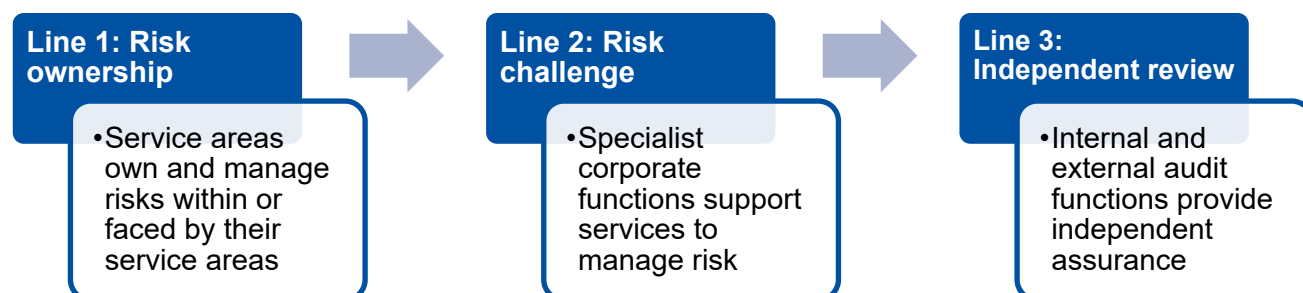 Line 1: Risk
ownership
•Service areas
own and manage
risks within or
faced by their
service areas
Line 2: Risk
challenge
•Specialist
corporate
functions support
services to
manage risk
Line 3:
Independent review
•Internal and
external audit
functions provide
independent
assurance